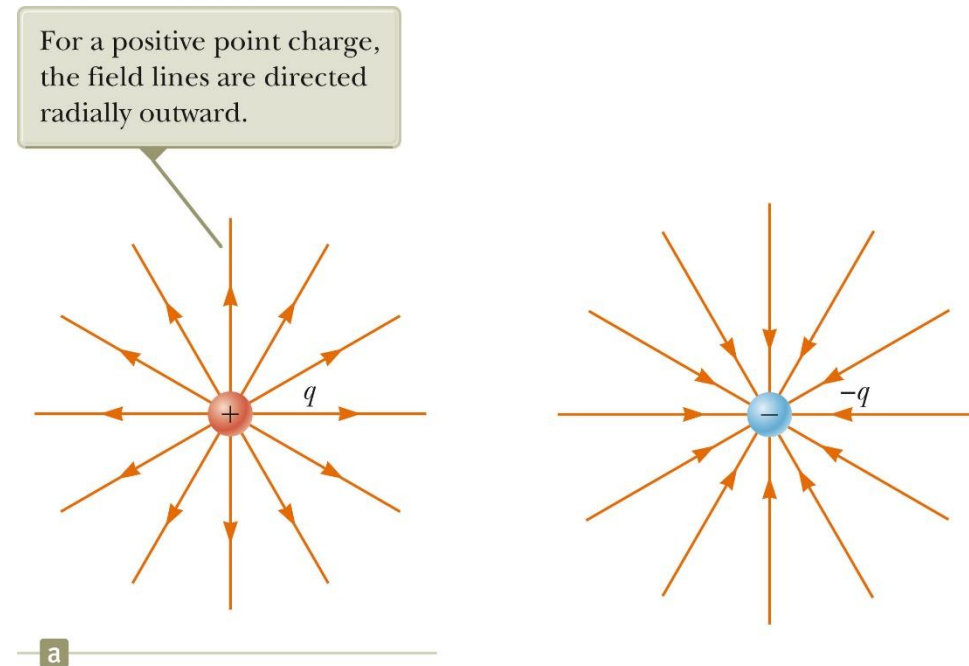 For a positive point charge,
the field lines are directed
radially outward.
q
+
−q
−
a